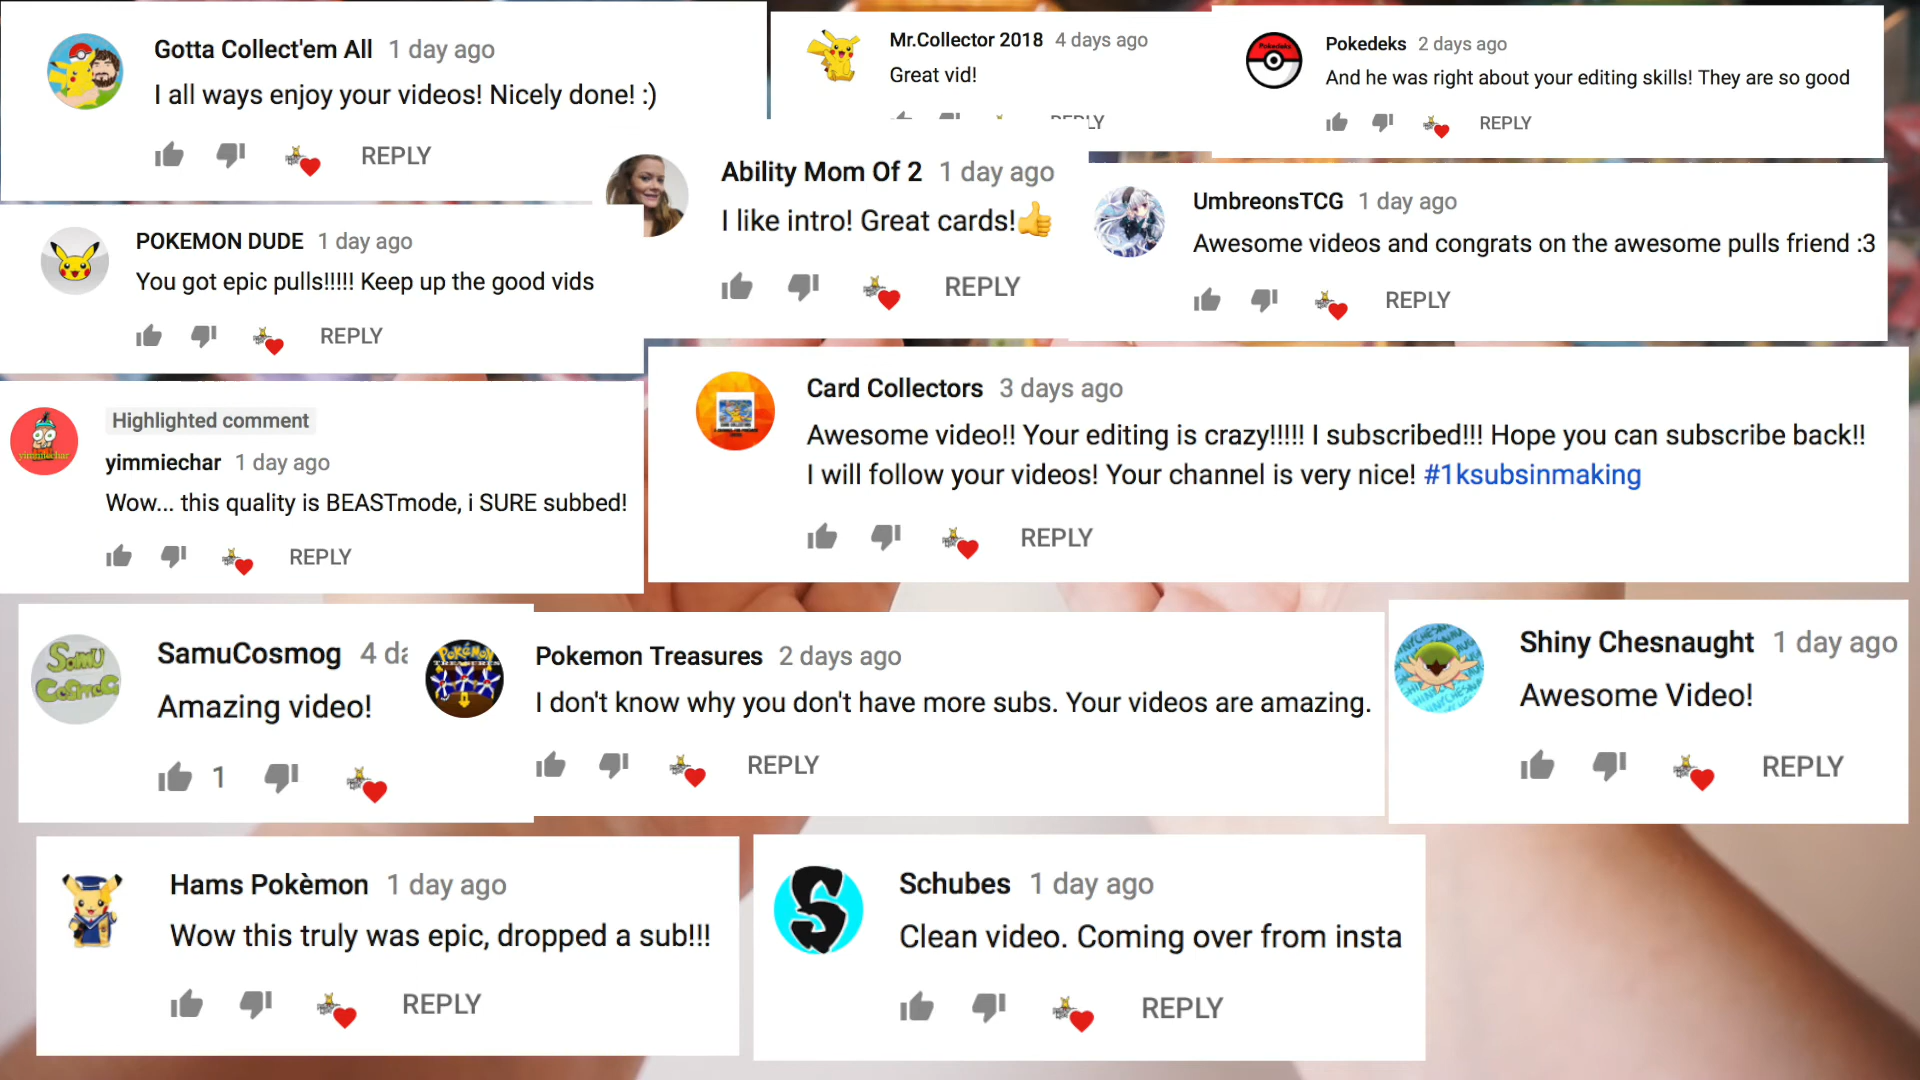 Gotta Collect'em All 1 day ago
I all ways enjoy your videos! Nicely done! :)
REPLY
Mr.Collector 2018 4 days ago
Great vid!
REPLY
Pokedeks
Pokedeks 2 days ago
And he was right about your editing skills! They are so good
REPLY
Ability Mom Of 2 1 day ago
I like intro! Great cards!👍
REPLY
UmbreonsTCG 1 day ago
Awesome videos and congrats on the awesome pulls friend :3
REPLY
POKEMON DUDE 1 day ago
You got epic pulls!!!!! Keep up the good vids
REPLY
Highlighted comment
yimmiechar
yimmiechar 1 day ago
Wow... this quality is BEASTmode, i SURE subbed!
REPLY
Card Collectors 3 days ago
Awesome video!! Your editing is crazy!!!!! I subscribed!!! Hope you can subscribe back!!
I will follow your videos! Your channel is very nice! #1ksubsinmaking
REPLY
SamU
CosmoG
SamuCosmog 4 da
Amazing video!
1
POKéMON
Pokemon Treasures 2 days ago
I don't know why you don't have more subs. Your videos are amazing.
REPLY
Shiny Chesnaught 1 day ago
Awesome Video!
REPLY
Hams Pokèmon 1 day ago
Wow this truly was epic, dropped a sub!!!
REPLY
S
Schubes 1 day ago
Clean video. Coming over from insta
REPLY